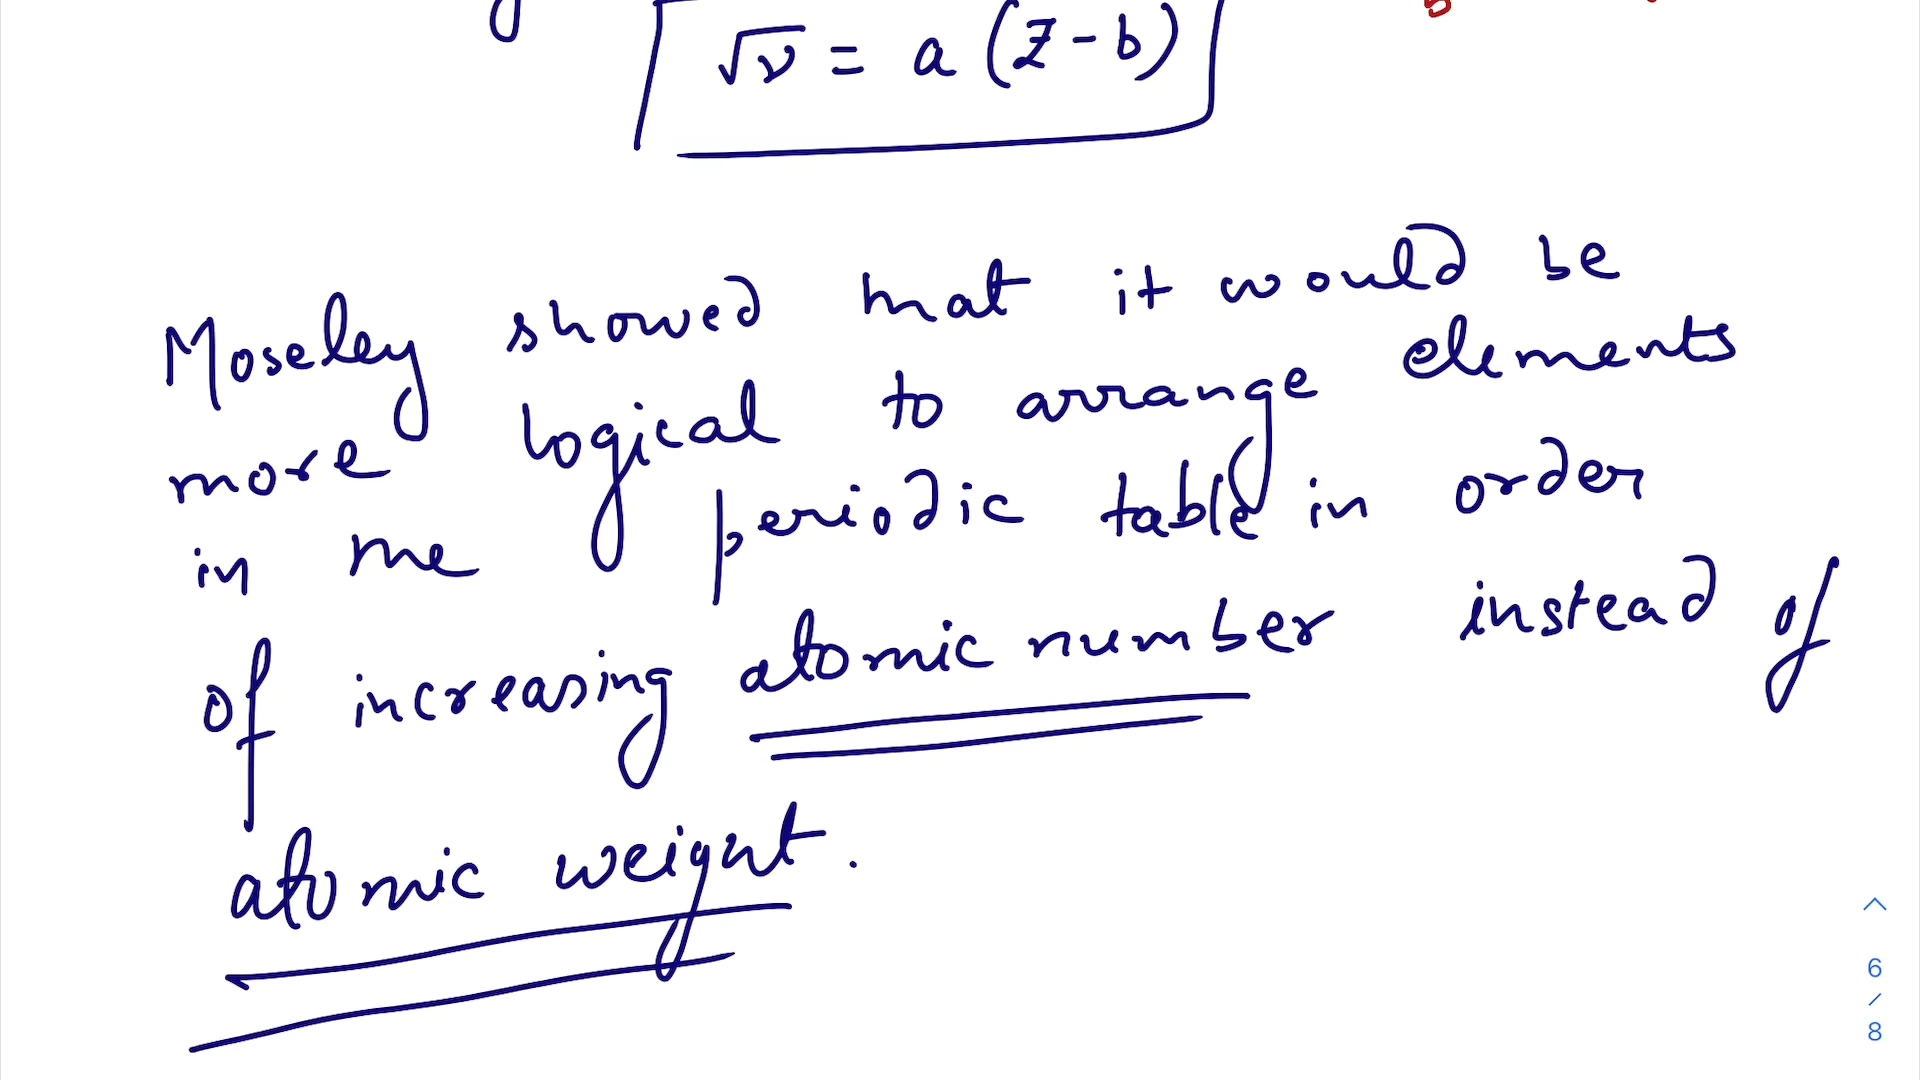 √ν = a (Z - b)
Moseley showed that it would be
more logical to arrange elements
in the periodic table in order
of increasing atomic number instead of
atomic weight.
6
/
8